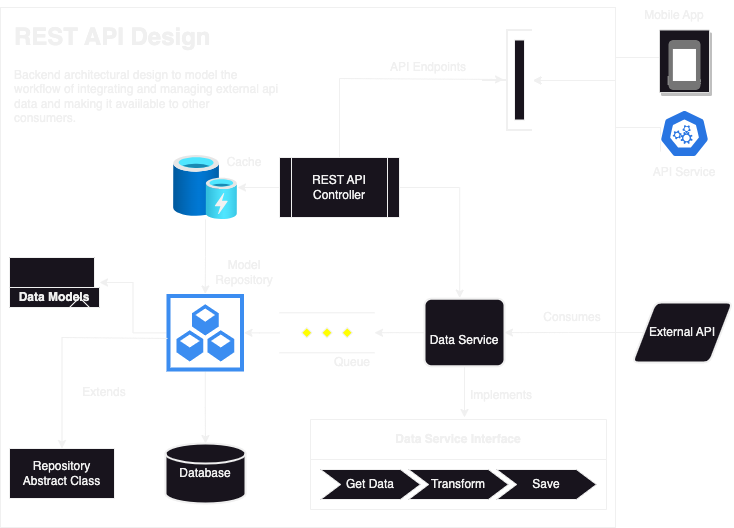 REST API Design
Mobile App
Backend architectural design to model the
workflow of integrating and managing external api
data and making it available to other
consumers.
API Endpoints
Cache
REST API
Controller
API Service
Model
Repository
Data Models
Queue
Data Service
Consumes
External API
Extends
Implements
Repository
Abstract Class
Database
Data Service Interface
Get Data
Transform
Save